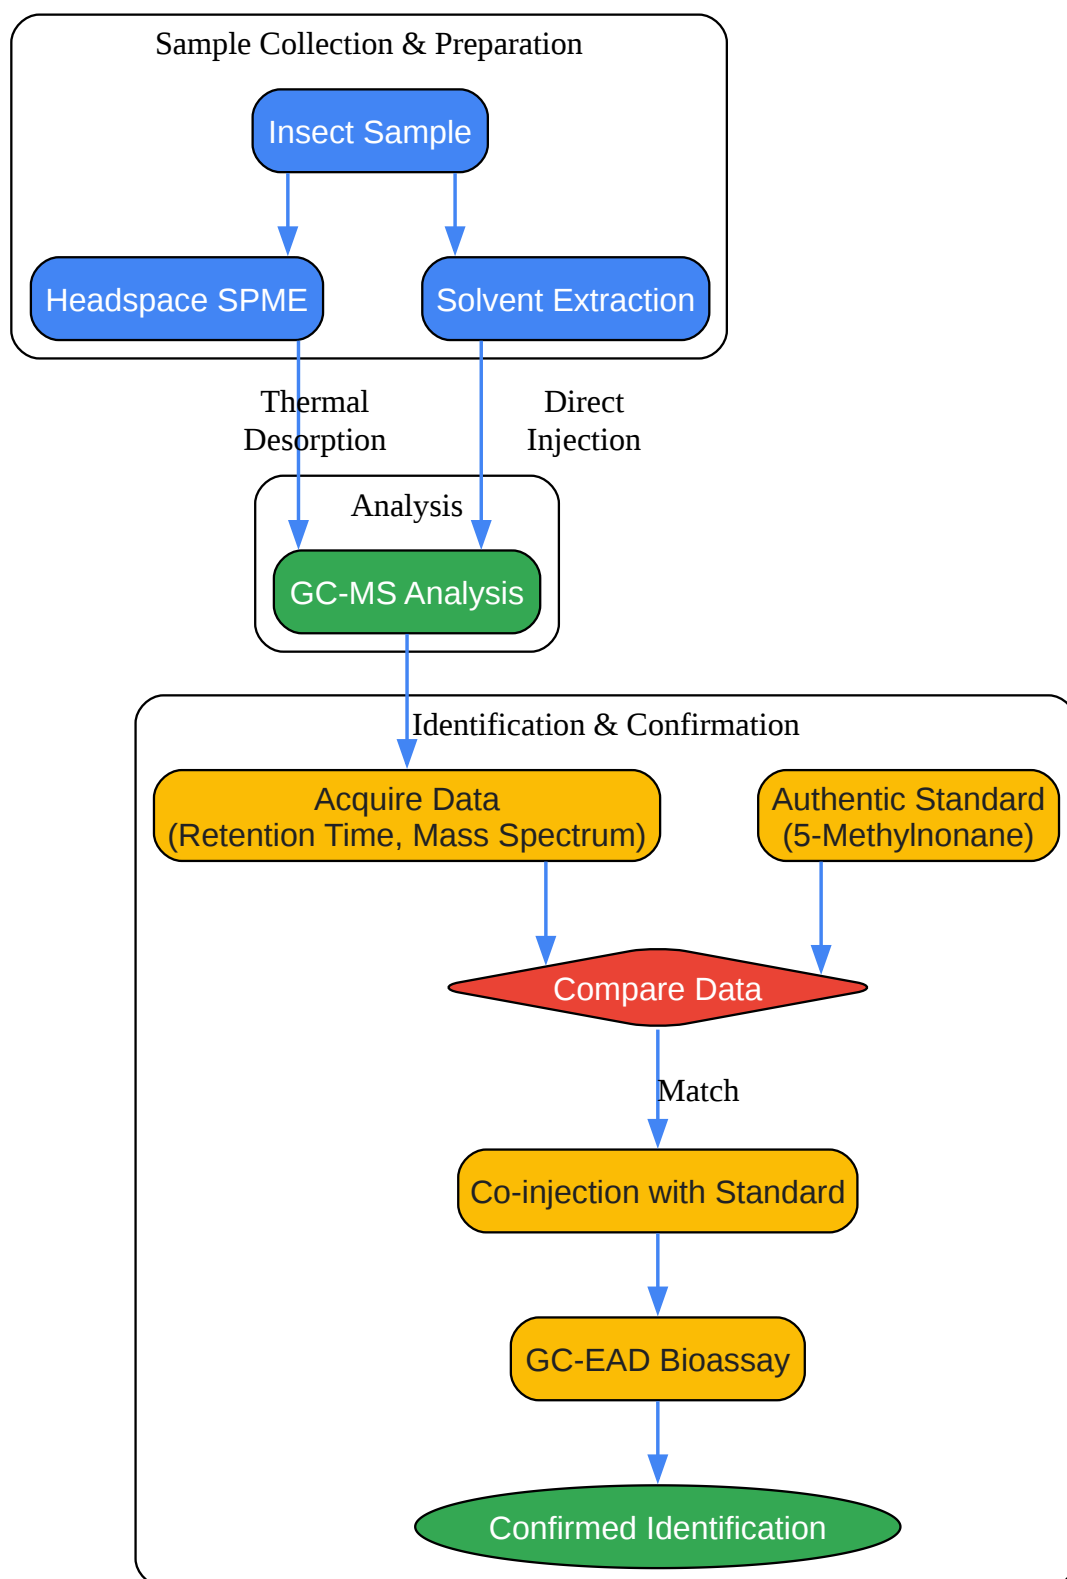 Sample Collection & Preparation
Insect Sample
Headspace SPME
Solvent Extraction
Thermal
Desorption
Direct
Injection
Analysis
GC-MS Analysis
Identification & Confirmation
Acquire Data
(Retention Time, Mass Spectrum)
Authentic Standard
(5-Methylnonane)
Compare Data
Match
Co-injection with Standard
GC-EAD Bioassay
Confirmed Identification